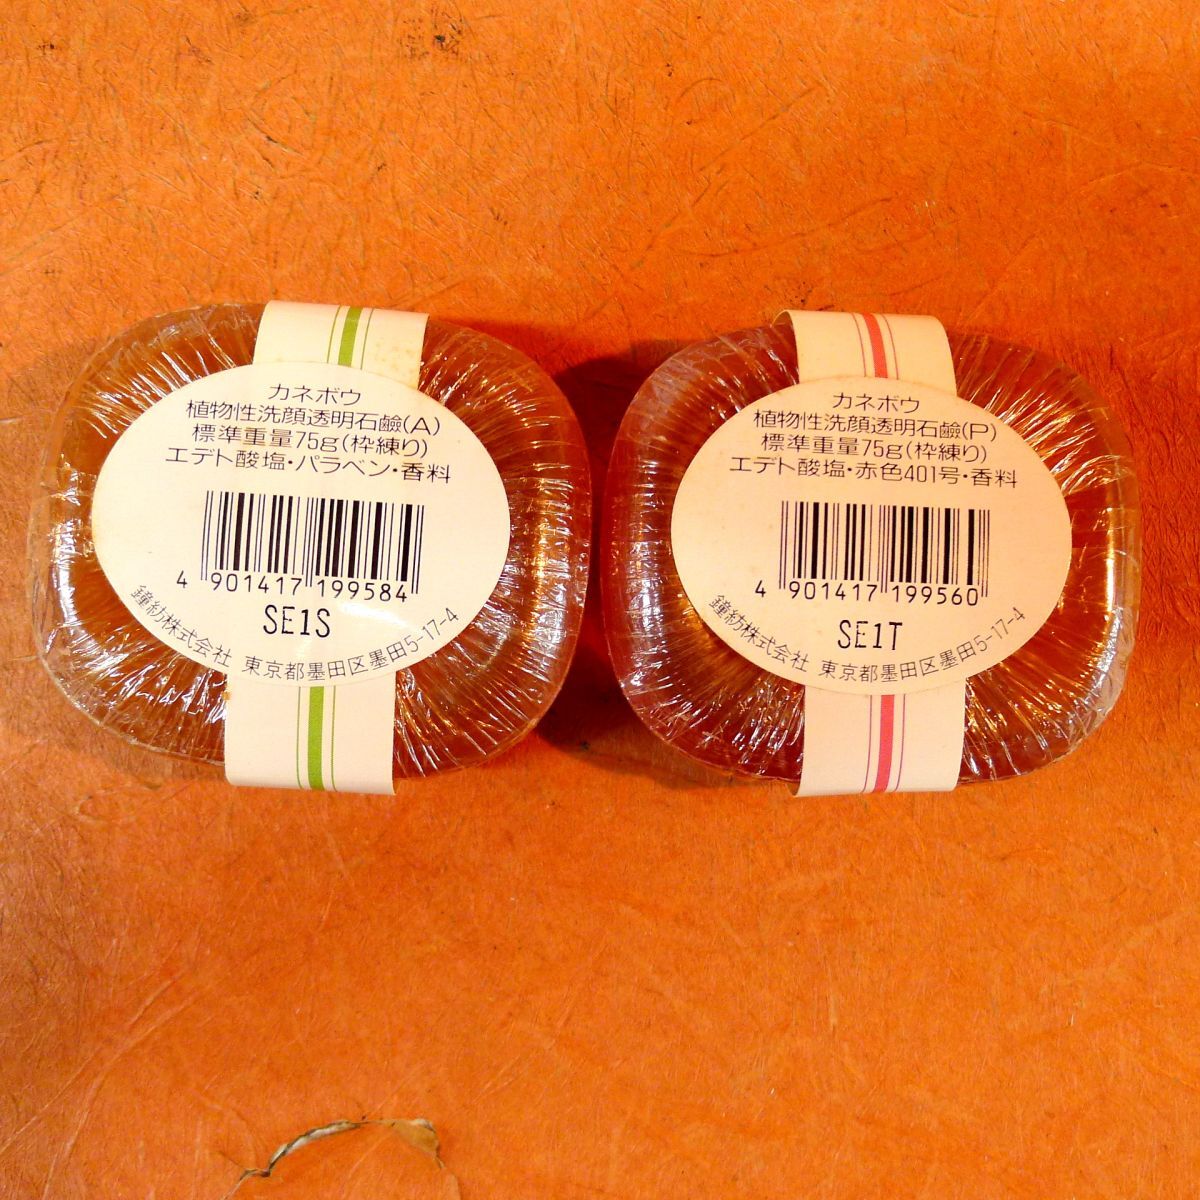 カネボウ
植物性洗顔透明石鹸(A)
標準重量75g(枠練り)
エデト酸塩・パラベン・香料
4 901417 199584
SE1S
鐘紡株式会社 東京都墨田区墨田5-17-4
カネボウ
植物性洗顔透明石鹸(P)
標準重量75g(枠練り)
エデト酸塩・赤色401号・香料
4 901417 199560
SE1T
鐘紡株式会社 東京都墨田区墨田5-17-4